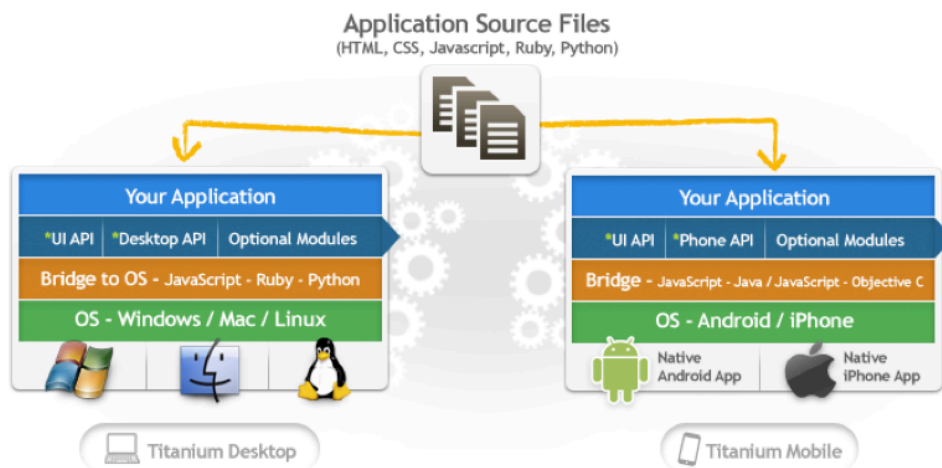 Application Source Files
(HTML, CSS, Javascript, Ruby, Python)
Your Application
*UI API *Desktop API Optional Modules
Bridge to OS - JavaScript - Ruby - Python
OS - Windows / Mac / Linux
Titanium Desktop
Your Application
*UI API *Phone API Optional Modules
Bridge - JavaScript - Java / JavaScript - Objective C
OS - Android / iPhone
Native
Android App
Native
iPhone App
Titanium Mobile